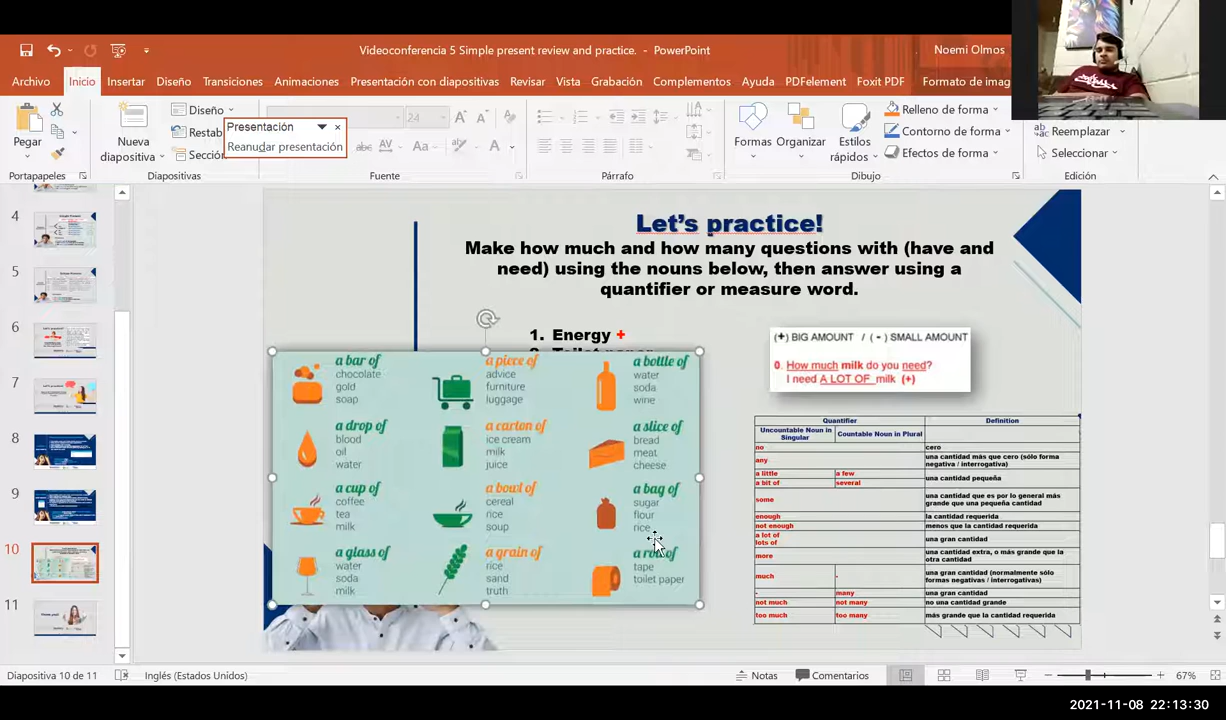 Videoconferencia 5 Simple present review and practice. - PowerPoint
Noemi Olmos
Archivo Inicio Insertar Diseño Transiciones Animaciones Presentación con diapositivas Revisar Vista Grabación Complementos Ayuda PDFelement Foxit PDF Formato de imag
Pegar
Nueva diapositiva
Diseño
Restab
Sección
Presentación
Reanudar presentación
24
Formas
Organizar
Estilos rápidos
Relleno de forma
Contorno de forma
Efectos de forma
Reemplazar
Seleccionar
Portapapeles
Diapositivas
Fuente
Párrafo
Dibujo
Edición
4
5
6
7
8
9
10
11
Let's practice!
Make how much and how many questions with (have and
need) using the nouns below, then answer using a
quantifier or measure word.
1. Energy +
a bar of
chocolate
gold
soap
a piece of
advice
furniture
luggage
a bottle of
water
soda
wine
a drop of
blood
oil
water
a carton of
ice cream
milk
juice
a slice of
bread
meat
cheese
a cup of
coffee
tea
milk
a bowl of
cereal
rice
soup
a bag of
sugar
flour
rice
a glass of
water
soda
milk
a grain of
rice
sand
truth
a roll of
tape
toilet paper
(+) BIG AMOUNT / ( - ) SMALL AMOUNT
0. How much milk do you need?
I need A LOT OF milk (+)
Quantifier Definition
Uncountable Noun in Singular Countable Noun in Plural
no cero
any una cantidad más que cero (sólo forma negativa / interrogativa)
a little a few una cantidad pequeña
a bit of several
some una cantidad que es por lo general más grande que una pequeña cantidad
enough la cantidad requerida
not enough menos que la cantidad requerida
a lot of
lots of una gran cantidad
more una cantidad extra, o más grande que la otra cantidad
much - una gran cantidad (normalmente sólo formas negativas / interrogativas)
- many una gran cantidad
not much not many no una cantidad grande
too much too many más grande que la cantidad requerida
Diapositiva 10 de 11 Inglés (Estados Unidos) Notas Comentarios 67%
2021-11-08 22:13:30